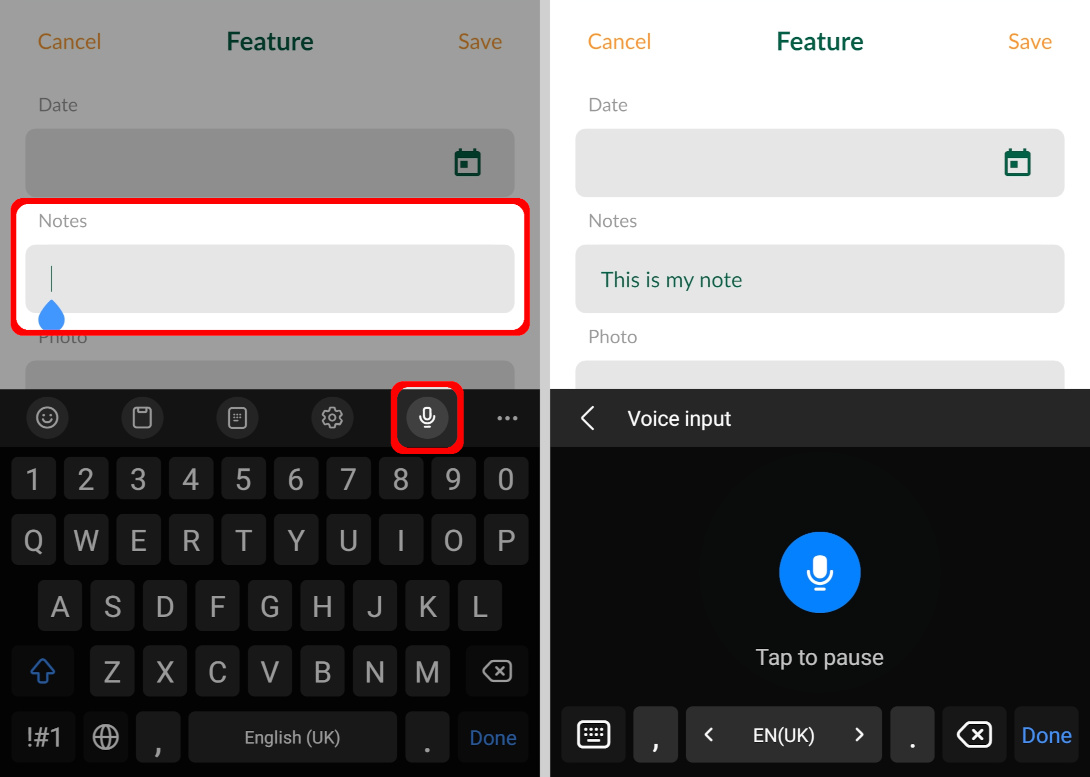 Cancel Feature Save
Date
Notes
Photo
1 2 3 4 5 6 7 8 9 0
Q W E R T Y U I O P
A S D F G H J K L
Z X C V B N M
!#1 , English (UK) . Done
Cancel Feature Save
Date
Notes
This is my note
Photo
Voice input
Tap to pause
, < EN(UK) > . Done